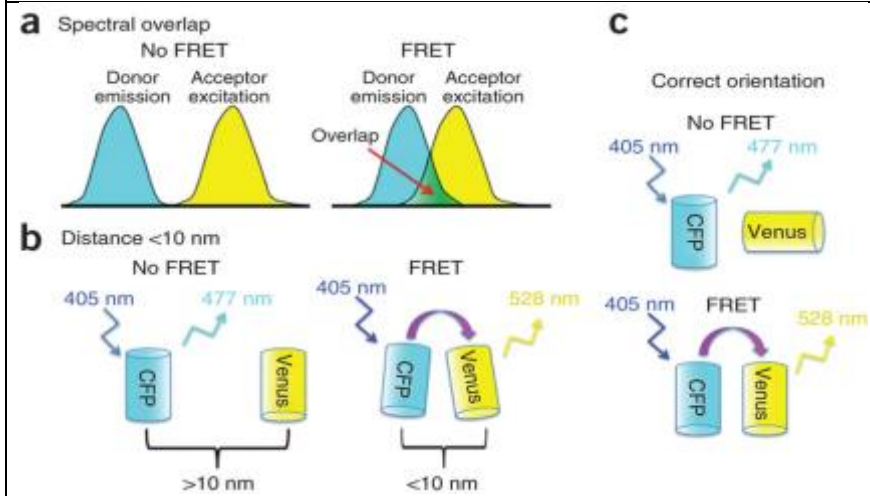 a Spectral overlap
No FRET
Donor emission
Acceptor excitation
FRET
Donor emission
Acceptor excitation
Overlap
b Distance <10 nm
No FRET
405 nm
477 nm
CFP
Venus
>10 nm
FRET
405 nm
528 nm
CFP
Venus
<10 nm
c
Correct orientation
No FRET
405 nm
477 nm
CFP
Venus
FRET
405 nm
528 nm
CFP
Venus